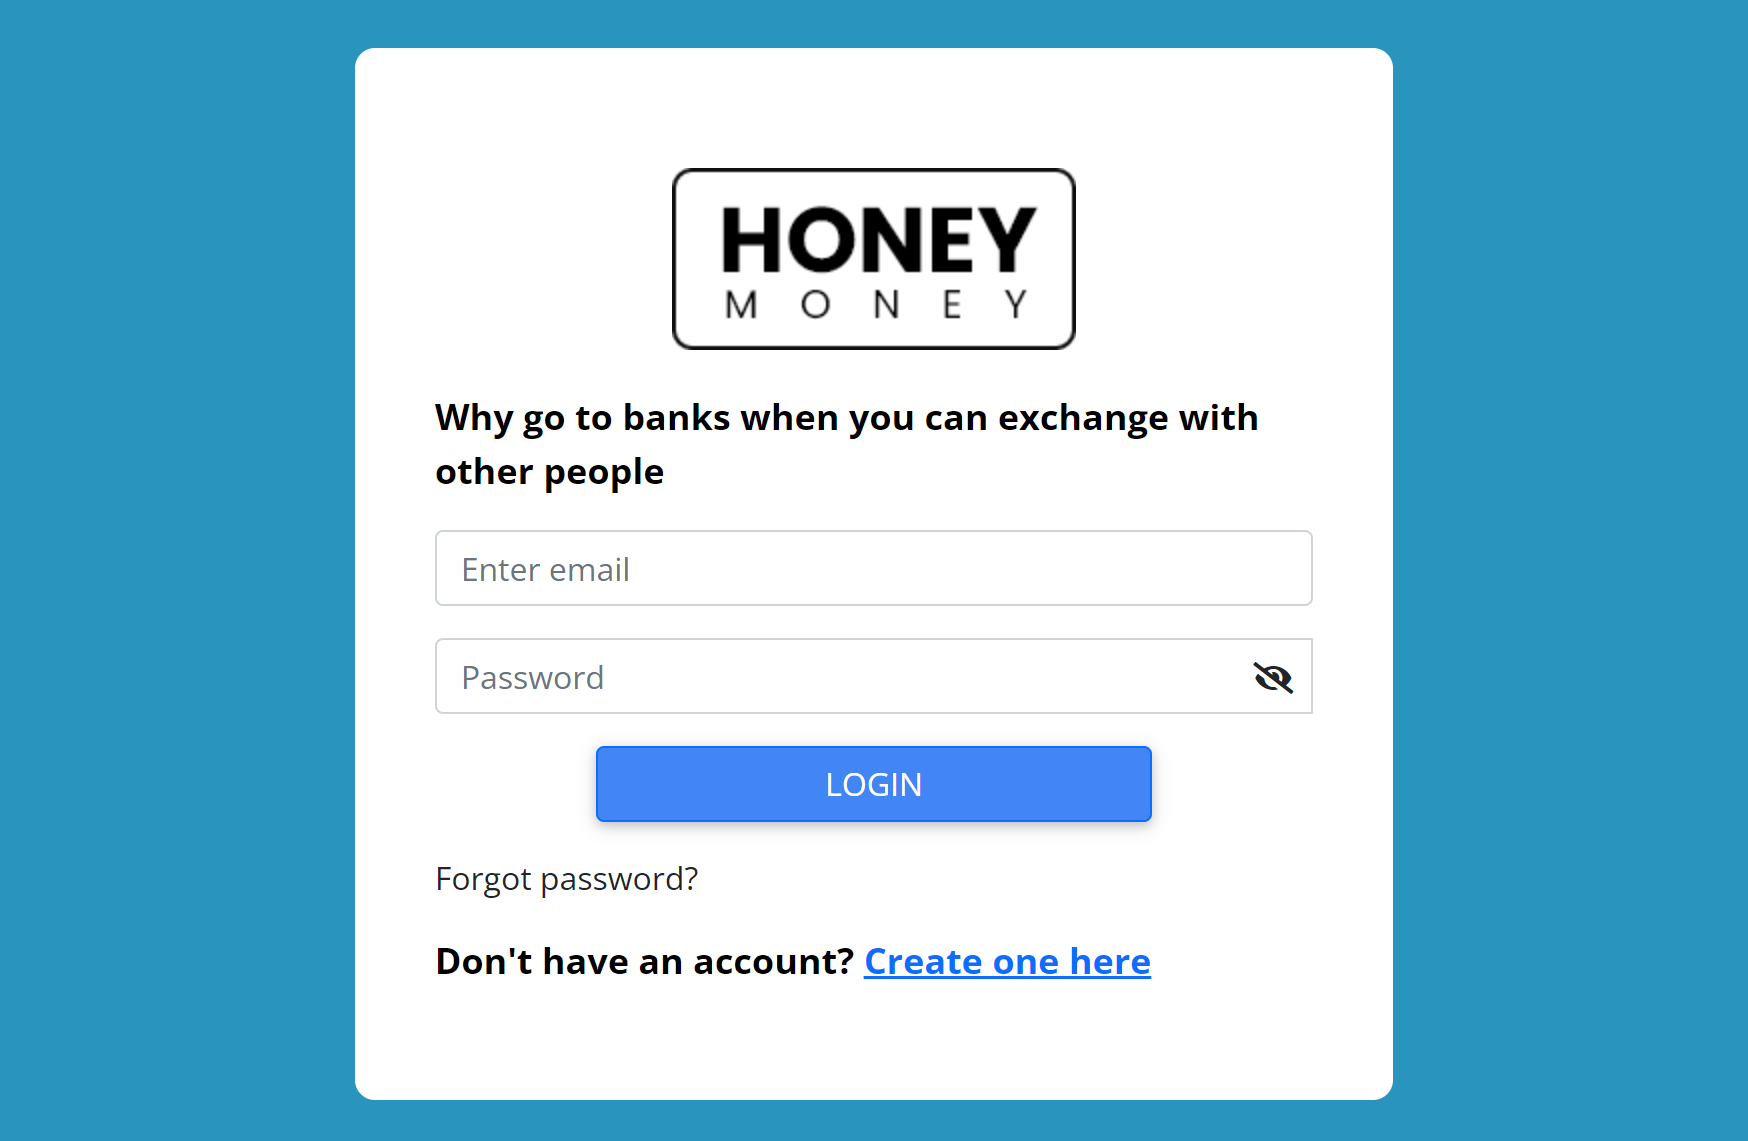 HONEY
MONEY
Why go to banks when you can exchange with
other people
Enter email
Password
LOGIN
Forgot password?
Don't have an account? Create one here